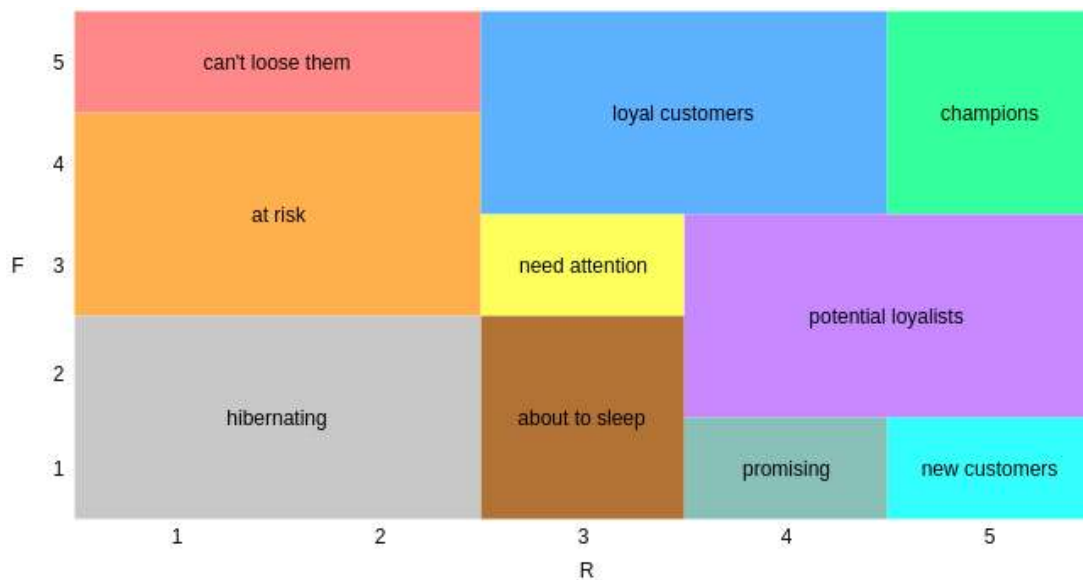 5
can't loose them
loyal customers
champions
4
at risk
F
3
need attention
potential loyalists
2
hibernating
about to sleep
1
promising
new customers
1
2
3
4
5
R